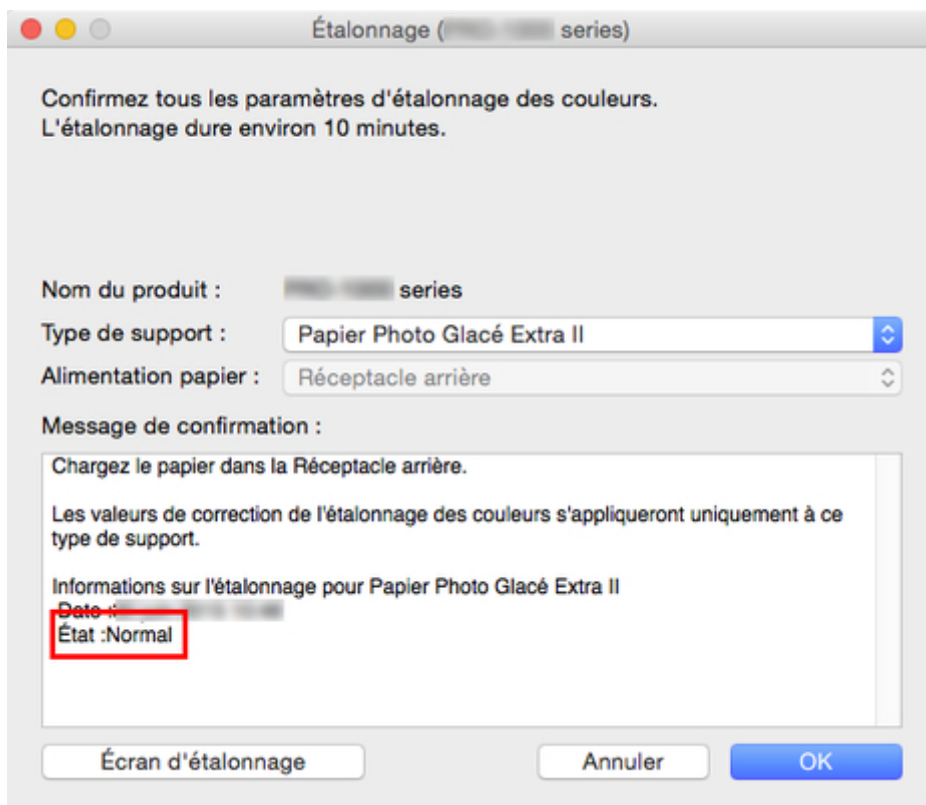 Étalonnage ( series)
Confirmez tous les paramètres d'étalonnage des couleurs.
L'étalonnage dure environ 10 minutes.
Nom du produit : series
Type de support : Papier Photo Glacé Extra II
Alimentation papier : Réceptacle arrière
Message de confirmation :
Chargez le papier dans la Réceptacle arrière.
Les valeurs de correction de l'étalonnage des couleurs s'appliqueront uniquement à ce
type de support.
Informations sur l'étalonnage pour Papier Photo Glacé Extra II
Date :
État :Normal
Écran d'étalonnage Annuler OK